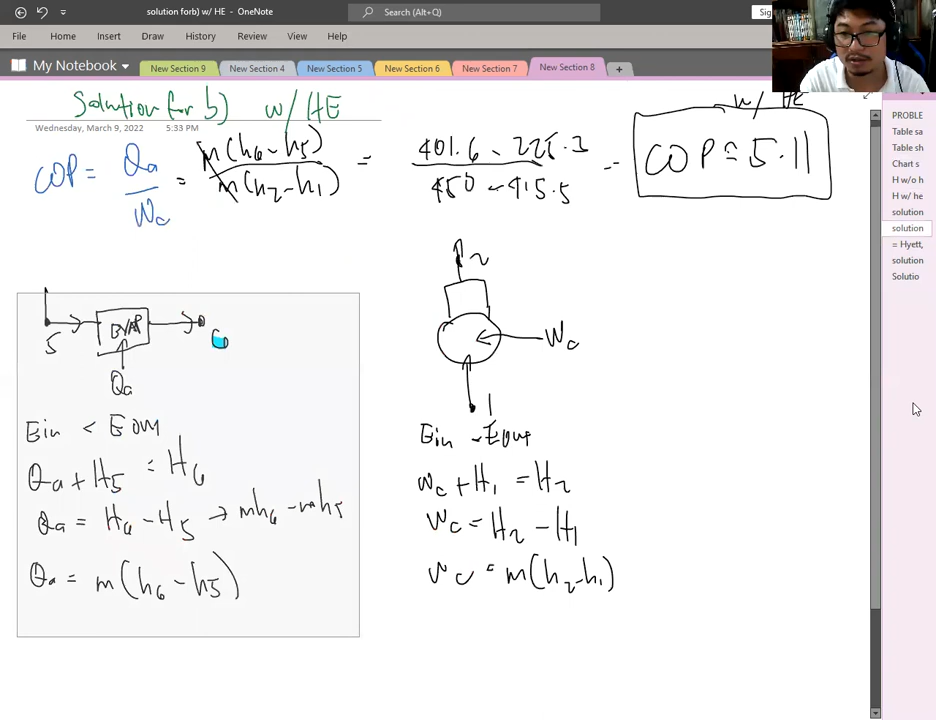 solution forb) w/ HE - OneNote
Search (Alt+Q)
Sig
File Home Insert Draw History Review View Help
My Notebook
New Section 9 New Section 4 New Section 5 New Section 6 New Section 7 New Section 8 +
Solution for b) w/ HE
Wednesday, March 9, 2022 5:33 PM
w/ HE
COP = Qa / Wc = m(h6 - h5) / m(h2 - h1) = 401.6 - 225.3 / 450 - 415.5 = COP = 5.11
2
5 EVAP 6
Wc
Qa
1
Ein = Eout
Qa + H5 = H6
Qa = H6 - H5 → mh6 - mh5
Qa = m(h6 - h5)
Ein = Eout
Wc + H1 = H2
Wc = H2 - H1
Wc = m(h2 - h1)
PROBLE
Table sa
Table sh
Chart s
H w/o h
H w/ he
solution
solution
= Hyett,
solution
Solutio